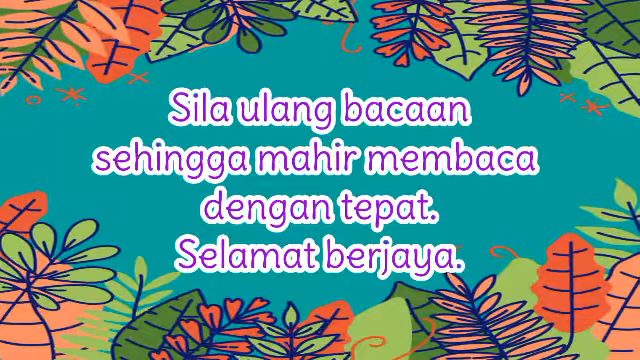 Sila ulang bacaan
sehingga mahir membaca
dengan tepat.
Selamat berjaya.